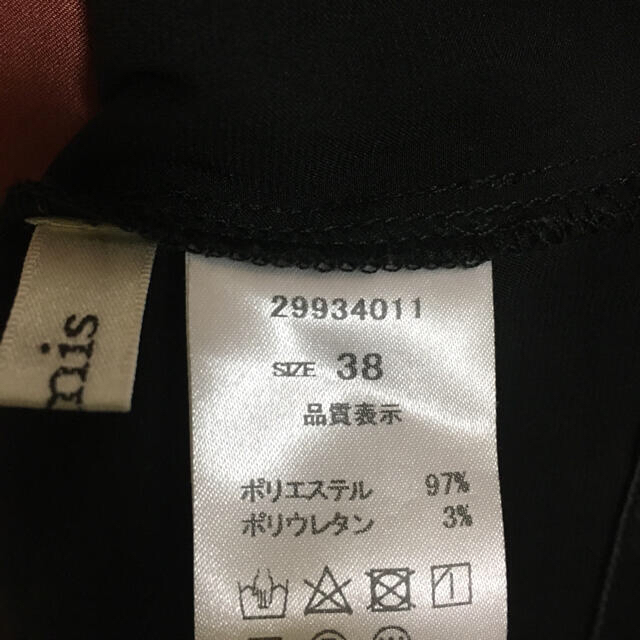 29934011
SIZE 38
品質表示
ポリエステル 97%
ポリウレタン 3%
mis